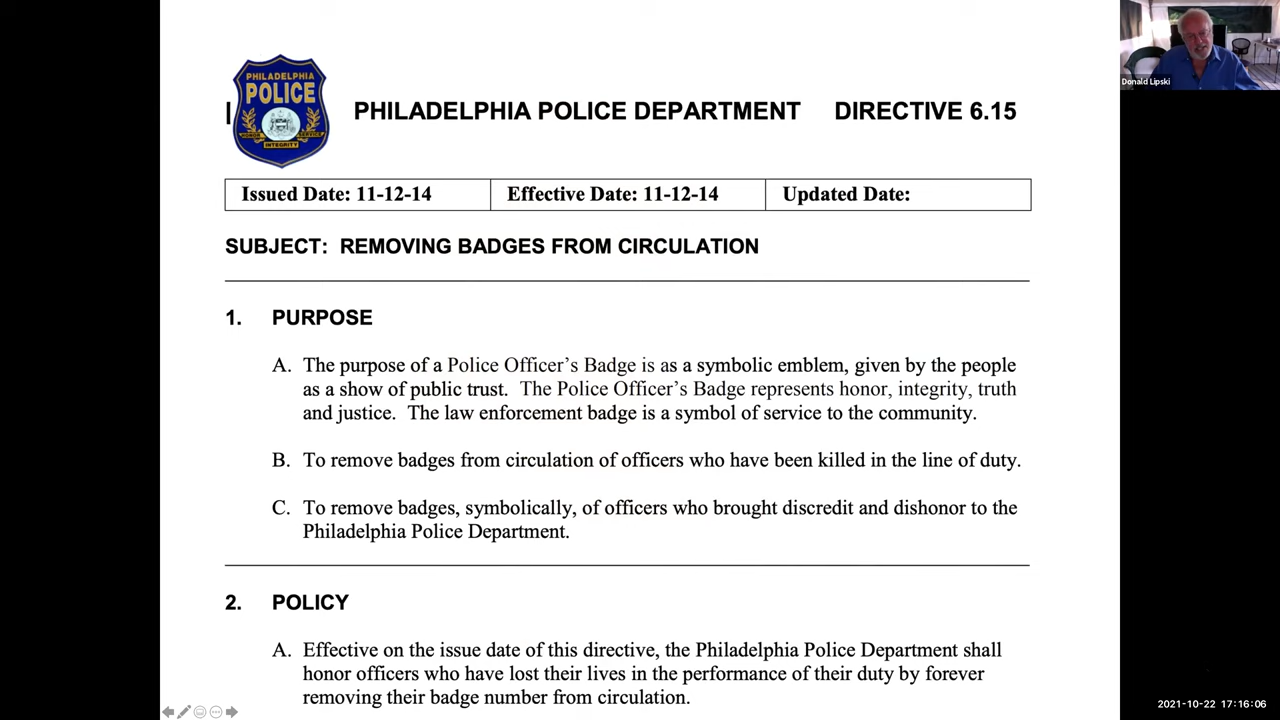 PHILADELPHIA
POLICE
HONOR SERVICE
INTEGRITY
PHILADELPHIA POLICE DEPARTMENT DIRECTIVE 6.15
Donald Lipski
Issued Date: 11-12-14 Effective Date: 11-12-14 Updated Date:
SUBJECT: REMOVING BADGES FROM CIRCULATION
1. PURPOSE
A. The purpose of a Police Officer’s Badge is as a symbolic emblem, given by the people
as a show of public trust. The Police Officer’s Badge represents honor, integrity, truth
and justice. The law enforcement badge is a symbol of service to the community.
B. To remove badges from circulation of officers who have been killed in the line of duty.
C. To remove badges, symbolically, of officers who brought discredit and dishonor to the
Philadelphia Police Department.
2. POLICY
A. Effective on the issue date of this directive, the Philadelphia Police Department shall
honor officers who have lost their lives in the performance of their duty by forever
removing their badge number from circulation.
2021-10-22 17:16:06